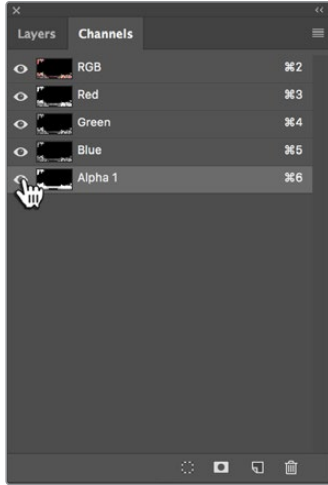 Layers Channels
RGB ⌘2
Red ⌘3
Green ⌘4
Blue ⌘5
Alpha 1 ⌘6